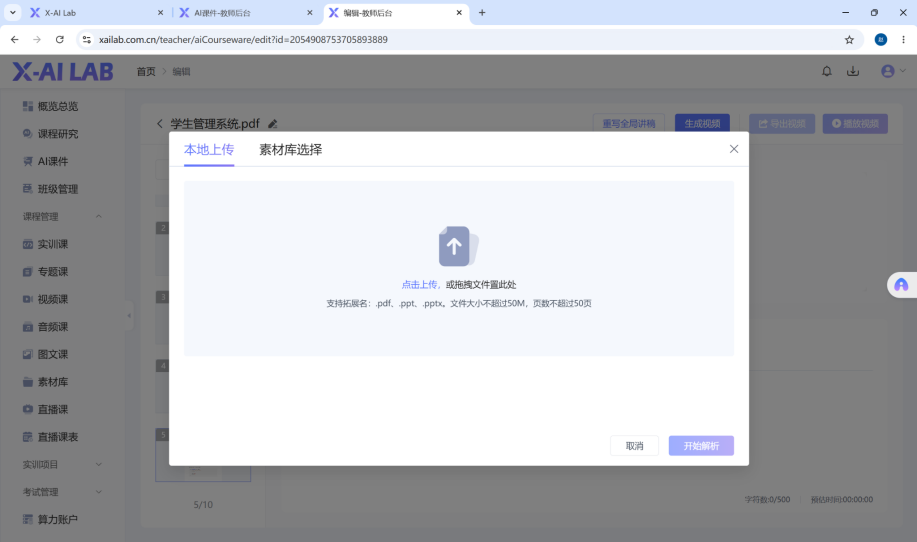 X-AI Lab
AI课件-教师后台
编辑-教师后台
xailab.com.cn/teacher/aiCourseware/edit?id=2054908753705893889
X-AI LAB
首页 > 编辑
概览总览
课程研究
AI课件
班级管理
课程管理
实训课
专题课
视频课
音频课
图文课
素材库
直播课
直播课表
实训项目
考试管理
算力账户
学生管理系统.pdf
重写全局讲稿
生成视频
导出视频
播放视频
本地上传
素材库选择
点击上传，或拖拽文件置此处
支持拓展名：.pdf、.ppt、.pptx。文件大小不超过50M，页数不超过50页
取消
开始解析
2
3
4
5
5/10
字符数:0/500
预估时间:00:00:00